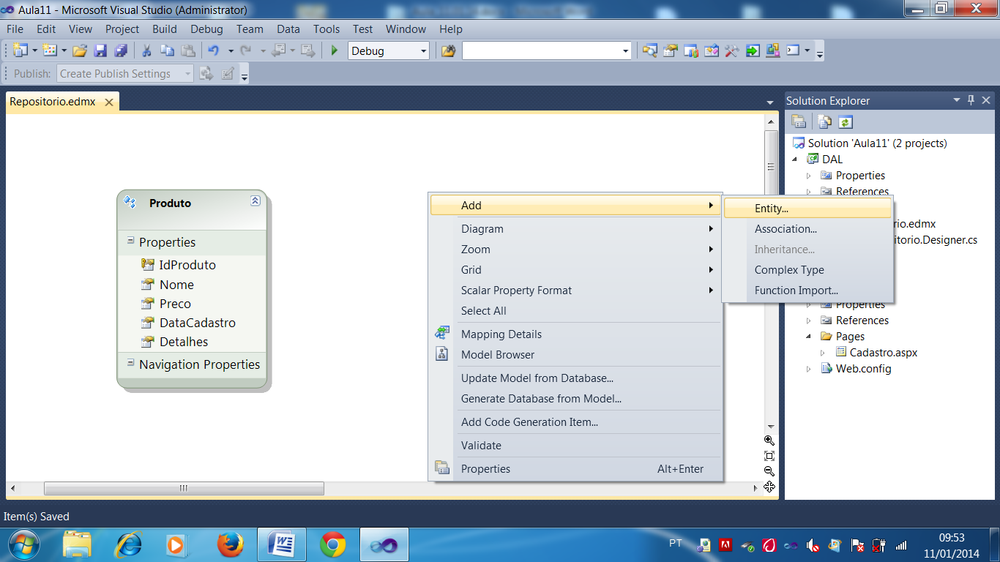 Aula11 - Microsoft Visual Studio (Administrator)
File Edit View Project Build Debug Team Data Tools Test Window Help
Debug
Publish: Create Publish Settings
Repositorio.edmx
Produto
Properties
IdProduto
Nome
Preco
DataCadastro
Detalhes
Navigation Properties
Add
Diagram
Zoom
Grid
Scalar Property Format
Select All
Mapping Details
Model Browser
Update Model from Database...
Generate Database from Model...
Add Code Generation Item...
Validate
Properties Alt+Enter
Entity...
Association...
Inheritance...
Complex Type
Function Import...
Solution Explorer
Solution 'Aula11' (2 projects)
DAL
Properties
References
rio.edmx
itorio.Designer.cs
Properties
References
Pages
Cadastro.aspx
Web.config
Item(s) Saved
PT
09:53
11/01/2014